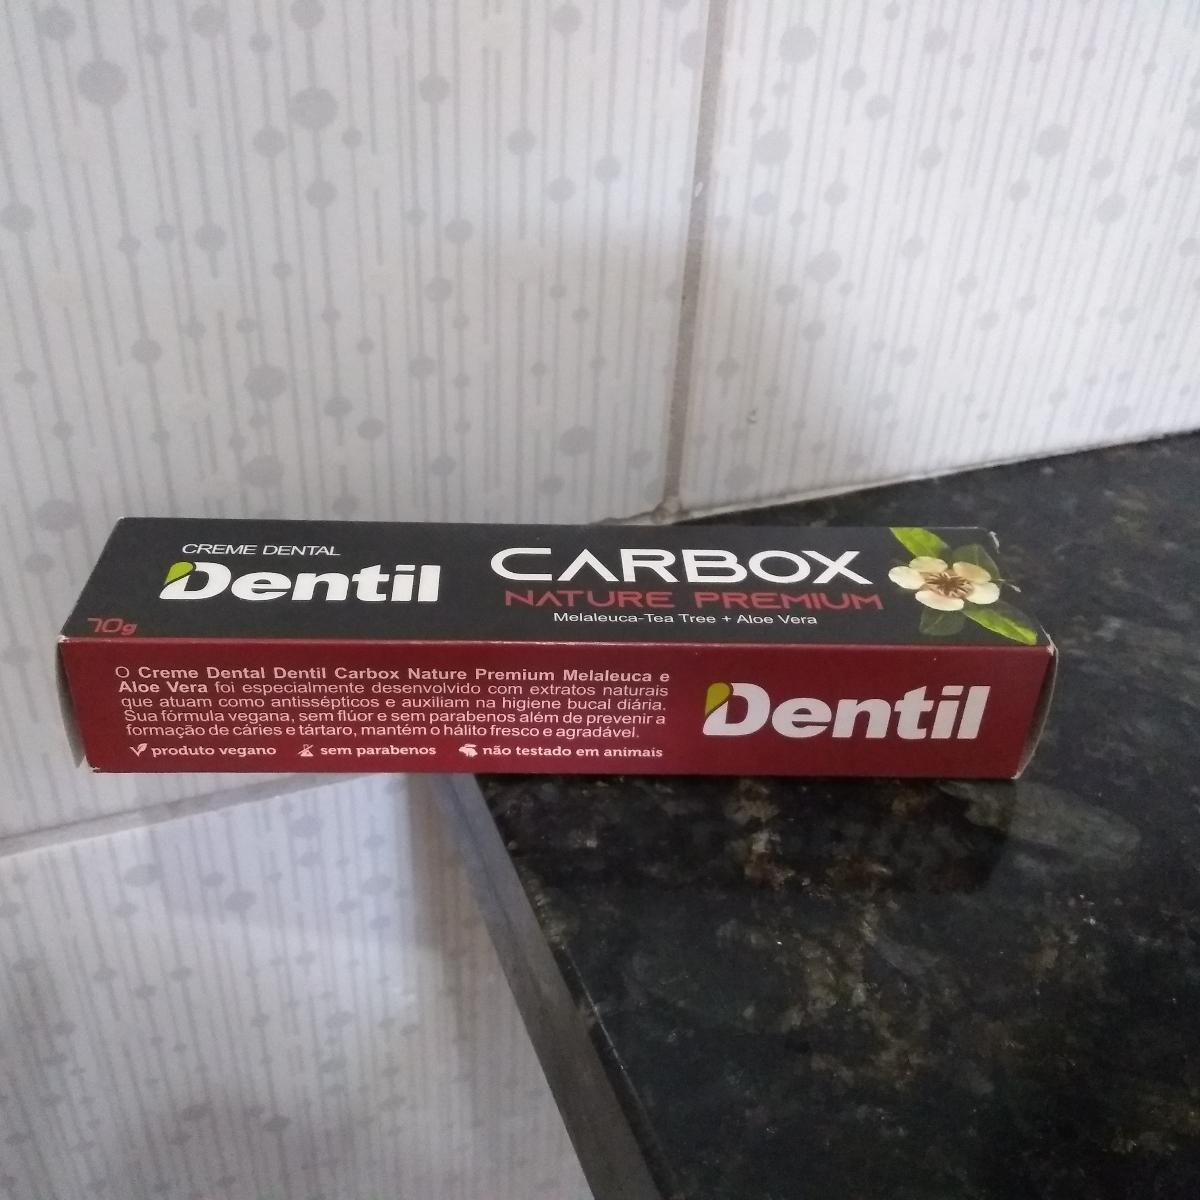 CREME DENTAL
Dentil
CARBOX
NATURE PREMIUM
Melaleuca-Tea Tree + Aloe Vera
70g
O Creme Dental Dentil Carbox Nature Premium Melaleuca e
Aloe Vera foi especialmente desenvolvido com extratos naturais
que atuam como antissépticos e auxiliam na higiene bucal diária.
Sua fórmula vegana, sem flúor e sem parabenos além de prevenir a
formação de cáries e tártaro, mantém o hálito fresco e agradável.
produto vegano sem parabenos não testado em animais
Dentil